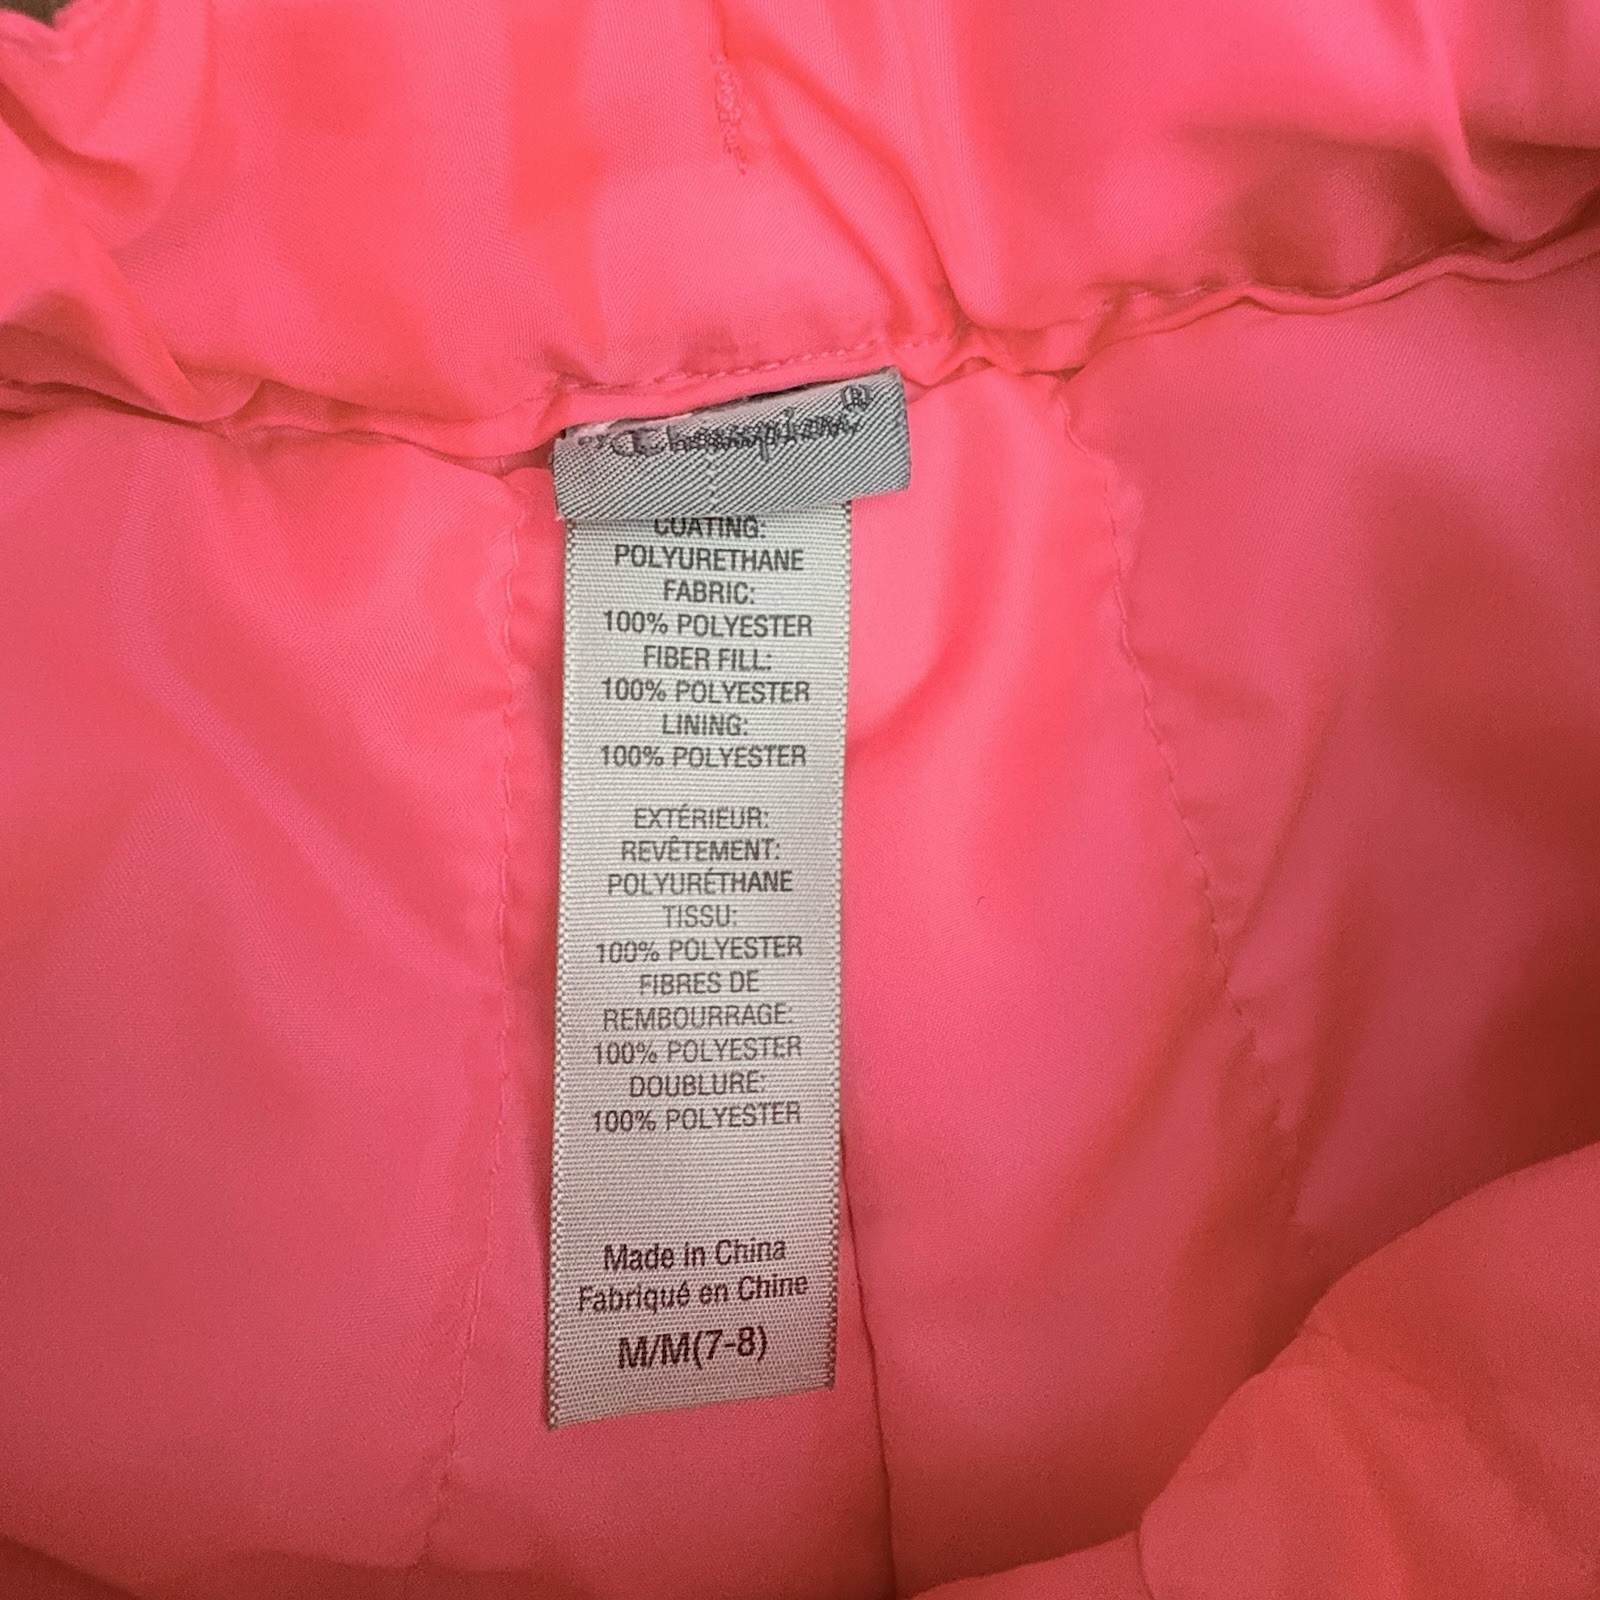 Champion®
COATING:
POLYURETHANE
FABRIC:
100% POLYESTER
FIBER FILL:
100% POLYESTER
LINING:
100% POLYESTER
EXTÉRIEUR:
REVÊTEMENT:
POLYURÉTHANE
TISSU:
100% POLYESTER
FIBRES DE
REMBOURRAGE:
100% POLYESTER
DOUBLURE:
100% POLYESTER
Made in China
Fabriqué en Chine
M/M(7-8)